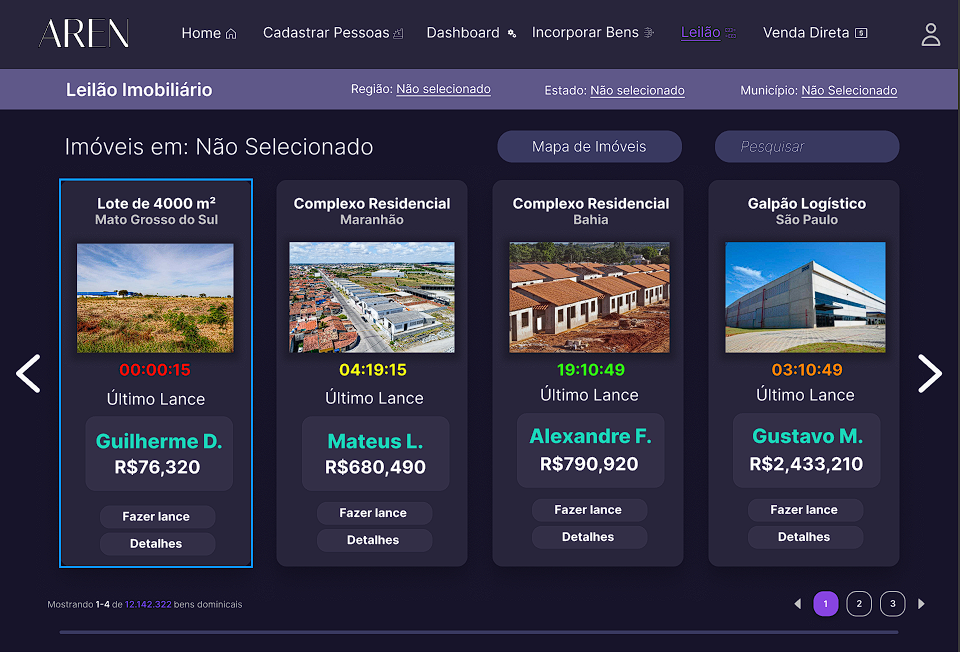 AREN
Home Cadastrar Pessoas Dashboard Incorporar Bens Leilão Venda Direta
Leilão Imobiliário Região: Não selecionado Estado: Não selecionado Município: Não Selecionado
Imóveis em: Não Selecionado Mapa de Imóveis Pesquisar
Lote de 4000 m²
Mato Grosso do Sul
00:00:15
Último Lance
Guilherme D.
R$76,320
Fazer lance
Detalhes
Complexo Residencial
Maranhão
04:19:15
Último Lance
Mateus L.
R$680,490
Fazer lance
Detalhes
Complexo Residencial
Bahia
19:10:49
Último Lance
Alexandre F.
R$790,920
Fazer lance
Detalhes
Galpão Logístico
São Paulo
03:10:49
Último Lance
Gustavo M.
R$2,433,210
Fazer lance
Detalhes
Mostrando 1-4 de 12.142.322 bens dominicais 1 2 3